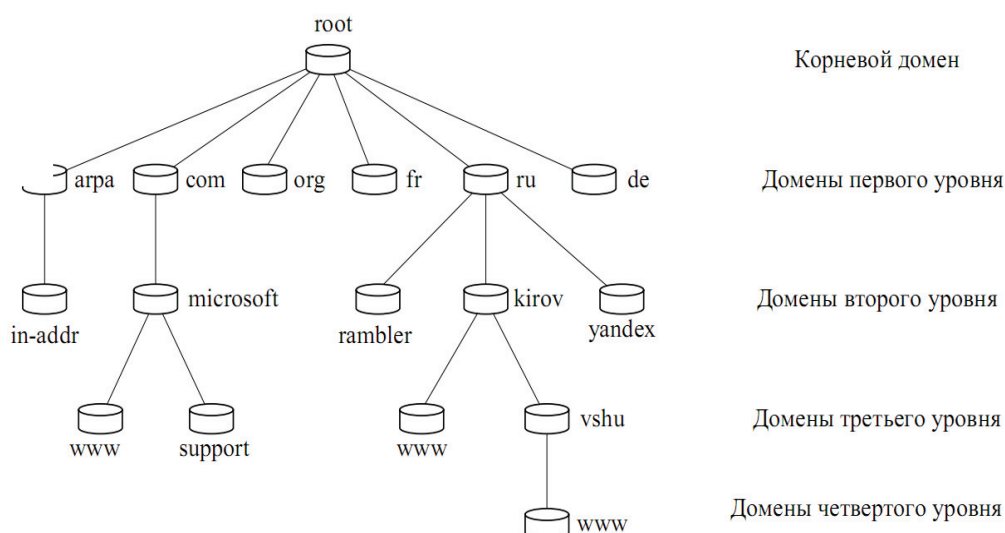 root
Корневой домен
arpa com org fr ru de Домены первого уровня
microsoft kirov Домены второго уровня
in-addr rambler yandex
vshu Домены третьего уровня
www support www
www Домены четвертого уровня